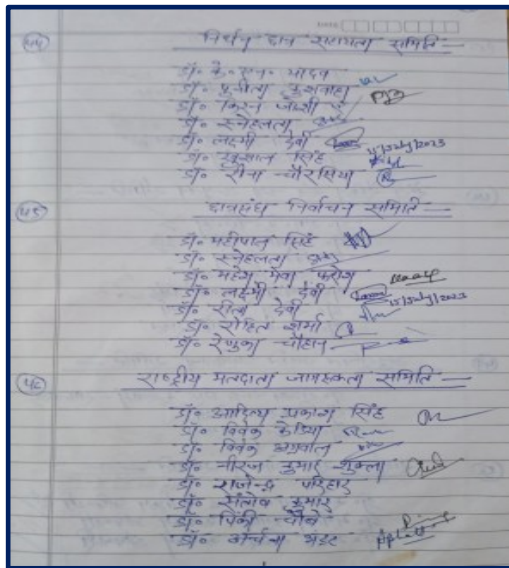 ४४ निर्धन छात्र सहायता समिति
डॉ० के० एन० यादव
डॉ० पुनीता कुशवाहा
डॉ० किरन जोशी
डॉ० स्नेहलता
डॉ० लक्ष्मी देवी
डॉ० खुशाल सिंह
डॉ० रीना चौरसिया
४५ छात्रसंघ निर्वाचन समिति
डॉ० महीपाल सिंह
डॉ० स्नेहलता
डॉ० महेश
डॉ० लक्ष्मी देवी
डॉ० देवी
डॉ० रोहित शर्मा
डॉ० रेणुका चौहान
राष्ट्रीय मतदाता जागरूकता समिति
डॉ० आदित्य प्रकाश सिंह
डॉ० विवेक केडिया
डॉ० विवेक अग्रवाल
डॉ० नीरज कुमार शुक्ला
डॉ० राजेन्द्र परिहार
डॉ० संतोष कुमार
डॉ० पिंकी
डॉ० अर्चना भट्ट